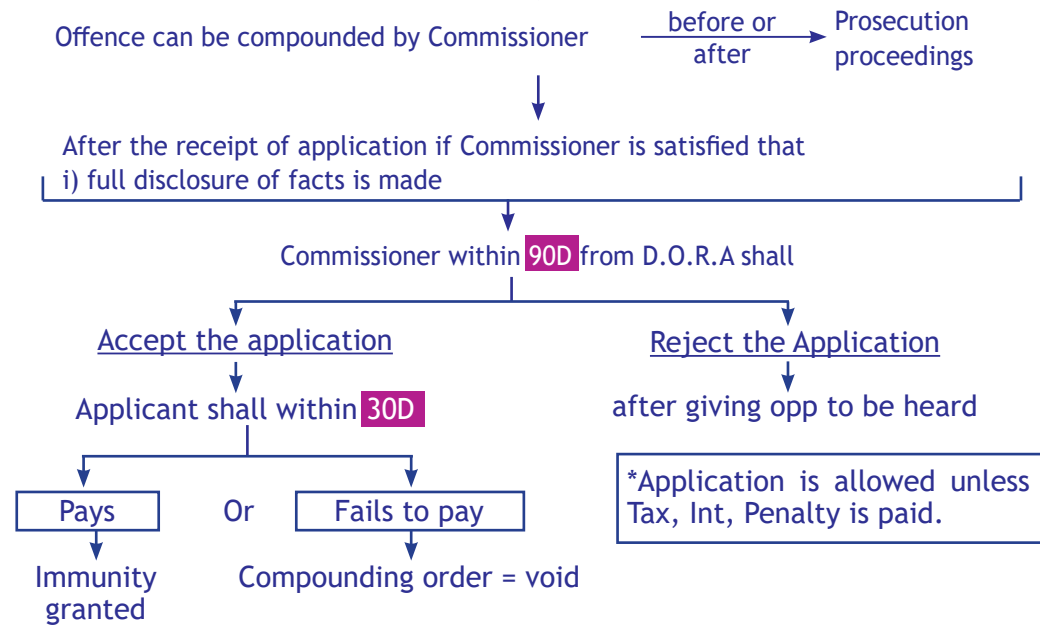 Offence can be compounded by Commissioner
before or
after
Prosecution
proceedings
After the receipt of application if Commissioner is satisfied that
i) full disclosure of facts is made
Commissioner within 90D from D.O.R.A shall
Accept the application
Reject the Application
Applicant shall within 30D
after giving opp to be heard
*Application is allowed unless
Tax, Int, Penalty is paid.
Pays
Or
Fails to pay
Immunity
granted
Compounding order = void